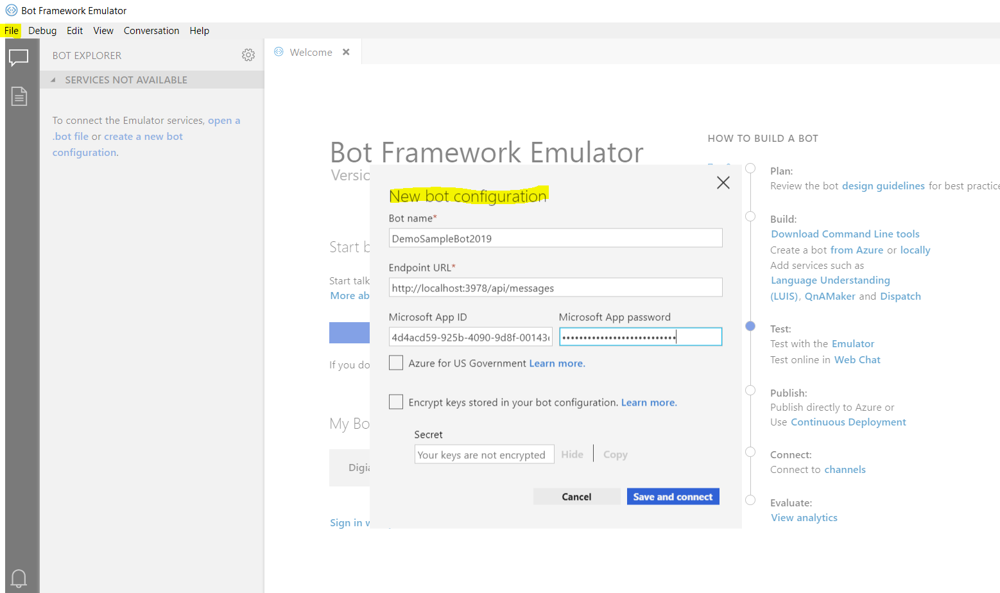 Bot Framework Emulator
File Debug Edit View Conversation Help
BOT EXPLORER
Welcome
SERVICES NOT AVAILABLE
To connect the Emulator services, open a
.bot file or create a new bot
configuration.
Bot Framework Emulator
Versio
Start b
Start talk
More ab
If you do
My Bo
Digia
Sign in w
New bot configuration
Bot name*
DemoSampleBot2019
Endpoint URL*
http://localhost:3978/api/messages
Microsoft App ID Microsoft App password
4d4acd59-925b-4090-9d8f-00143
Azure for US Government Learn more.
Encrypt keys stored in your bot configuration. Learn more.
Secret
Your keys are not encrypted Hide Copy
Cancel Save and connect
HOW TO BUILD A BOT
Plan:
Review the bot design guidelines for best practice
Build:
Download Command Line tools
Create a bot from Azure or locally
Add services such as
Language Understanding
(LUIS), QnAMaker and Dispatch
Test:
Test with the Emulator
Test online in Web Chat
Publish:
Publish directly to Azure or
Use Continuous Deployment
Connect:
Connect to channels
Evaluate:
View analytics